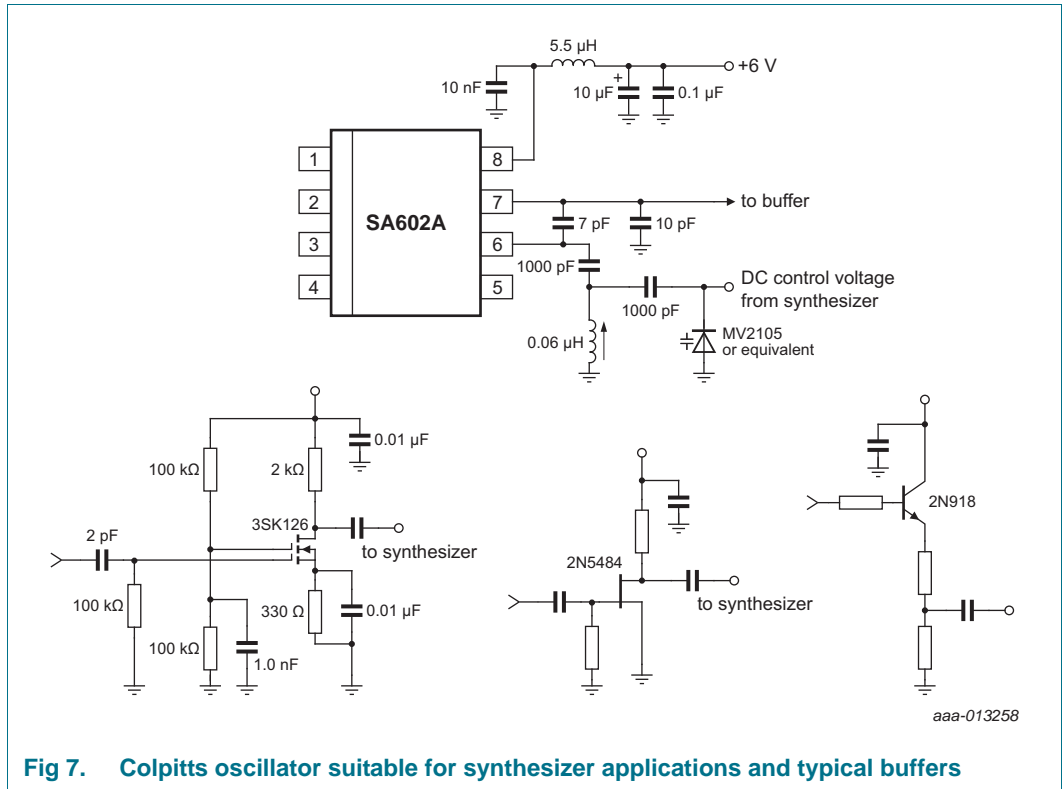 5.5 µH
+6 V
10 nF
+
10 µF
0.1 µF
1
8
2
SA602A
7
to buffer
7 pF
10 pF
3
6
1000 pF
4
5
DC control voltage
from synthesizer
1000 pF
0.06 µH
MV2105
or equivalent
0.01 µF
100 kΩ
2 kΩ
3SK126
2 pF
to synthesizer
100 kΩ
330 Ω
0.01 µF
100 kΩ
1.0 nF
2N5484
to synthesizer
2N918
aaa-013258
Fig 7. Colpitts oscillator suitable for synthesizer applications and typical buffers